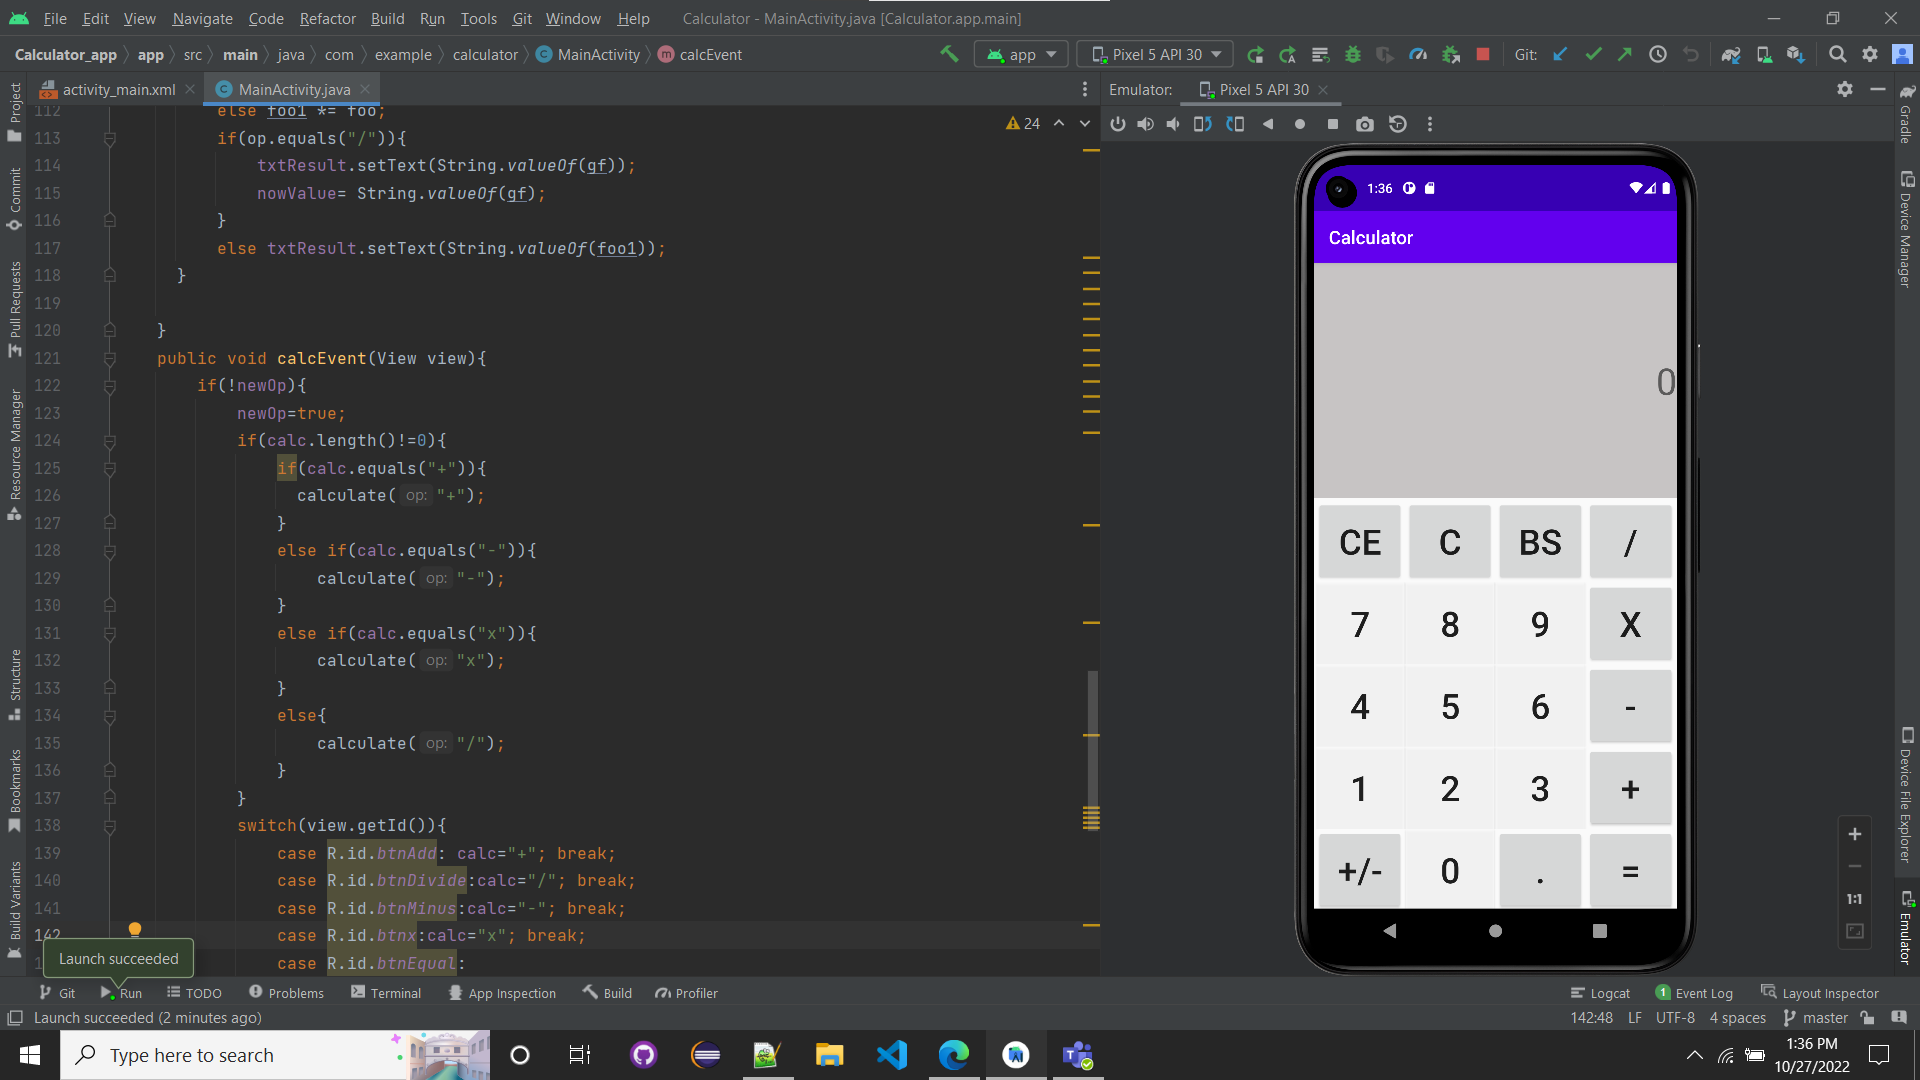 File Edit View Navigate Code Refactor Build Run Tools Git Window Help Calculator - MainActivity.java [Calculator.app.main]
Calculator_app app src main java com example calculator MainActivity calcEvent app Pixel 5 API 30 Git:
activity_main.xml MainActivity.java Emulator: Pixel 5 API 30
Project
Commit
Pull Requests
Resource Manager
Structure
Bookmarks
Build Variants
24
112 else foo1 *= foo;
113 if(op.equals("/")){
114 txtResult.setText(String.valueOf(gf));
115 nowValue= String.valueOf(gf);
116 }
117 else txtResult.setText(String.valueOf(foo1));
118 }
119
120 }
121 public void calcEvent(View view){
122 if(!newOp){
123 newOp=true;
124 if(calc.length()!=0){
125 if(calc.equals("+")){
126 calculate( op: "+");
127 }
128 else if(calc.equals("-")){
129 calculate( op: "-");
130 }
131 else if(calc.equals("x")){
132 calculate( op: "x");
133 }
134 else{
135 calculate( op: "/");
136 }
137 }
138 switch(view.getId()){
139 case R.id.btnAdd: calc="+"; break;
140 case R.id.btnDivide:calc="/"; break;
141 case R.id.btnMinus:calc="-"; break;
142 case R.id.btnx:calc="x"; break;
case R.id.btnEqual:
Launch succeeded
1:36
Calculator
0
CE C BS /
7 8 9 X
4 5 6 -
1 2 3 +
+/- 0 . =
1:1
Gradle
Device Manager
Device File Explorer
Emulator
Git Run TODO Problems Terminal App Inspection Build Profiler Logcat 1 Event Log Layout Inspector
Launch succeeded (2 minutes ago) 142:48 LF UTF-8 4 spaces master
Type here to search
1:36 PM
10/27/2022